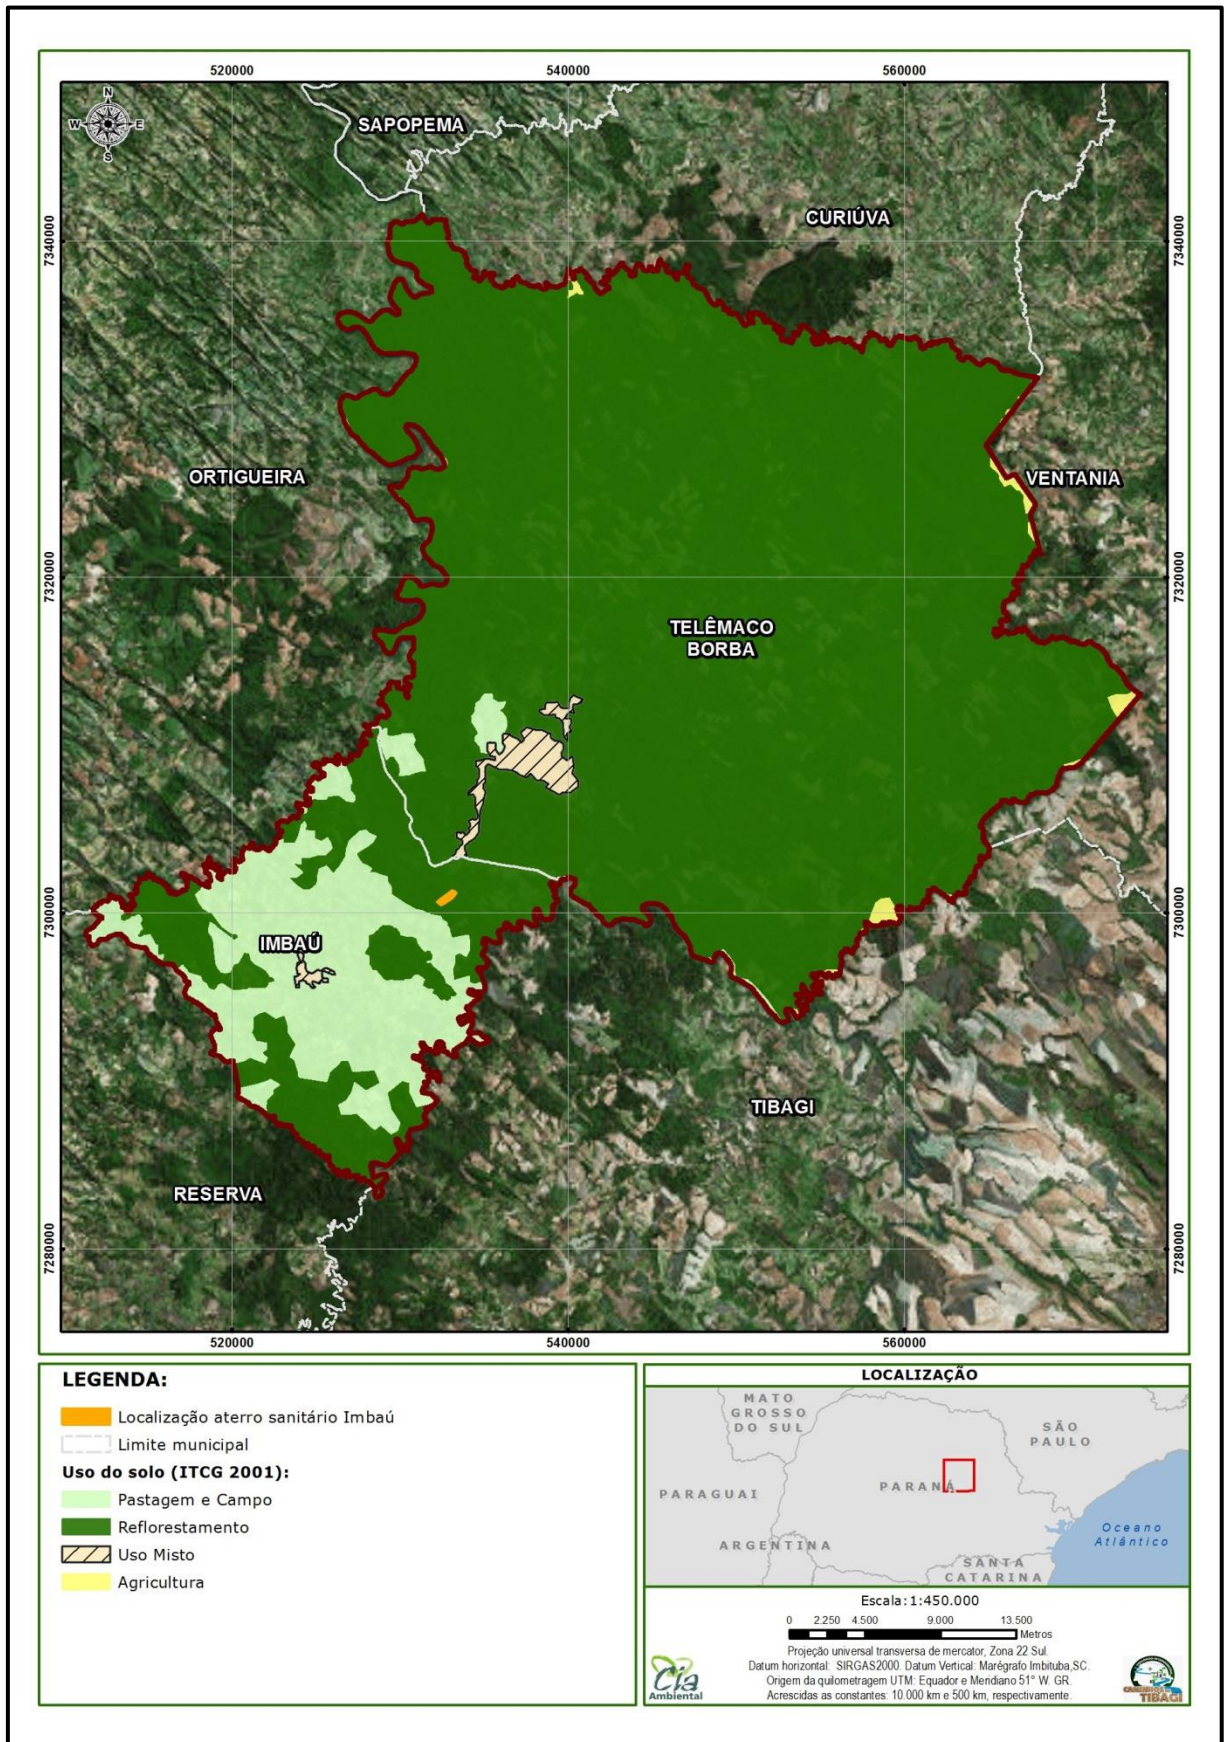 520000 540000 560000
N
W E
S
SAPOPEMA
CURIÚVA
7340000 7340000
ORTIGUEIRA
VENTANIA
7320000 7320000
TELÊMACO
BORBA
7300000 7300000
IMBAÚ
TIBAGI
RESERVA
7280000 7280000
520000 540000 560000
LEGENDA:
Localização aterro sanitário Imbaú
Limite municipal
Uso do solo (ITCG 2001):
Pastagem e Campo
Reflorestamento
Uso Misto
Agricultura
LOCALIZAÇÃO
MATO
GROSSO
DO SUL
SÃO
PAULO
PARANÁ
PARAGUAI
Oceano
Atlântico
ARGENTINA
SANTA
CATARINA
Escala: 1:450.000
0 2.250 4.500 9.000 13.500
Metros
Projeção universal transversa de mercator, Zona 22 Sul.
Datum horizontal: SIRGAS2000. Datum Vertical: Marégrafo Imbituba,SC.
Origem da quilometragem UTM: Equador e Meridiano 51° W. GR.
Acrescidas as constantes: 10.000 km e 500 km, respectivamente.
Cia
Ambiental
TIBAGI